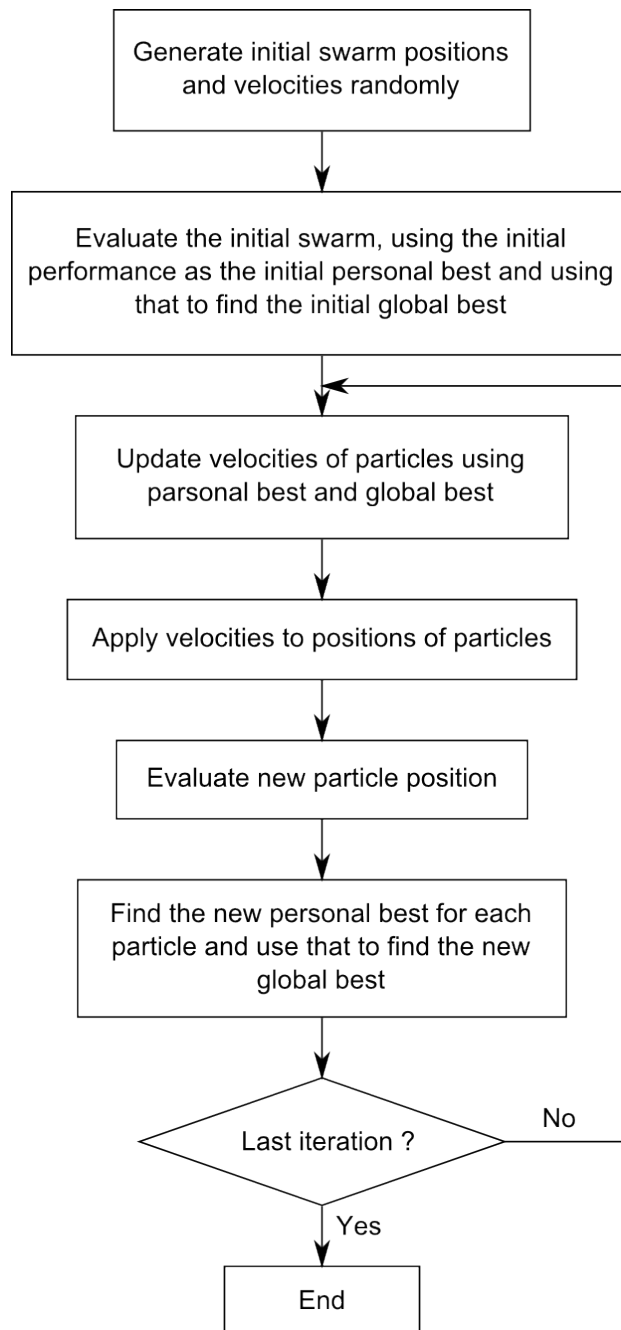 Generate initial swarm positions
and velocities randomly
Evaluate the initial swarm, using the initial
performance as the initial personal best and using
that to find the initial global best
Update velocities of particles using
parsonal best and global best
Apply velocities to positions of particles
Evaluate new particle position
Find the new personal best for each
particle and use that to find the new
global best
Last iteration ?
No
Yes
End